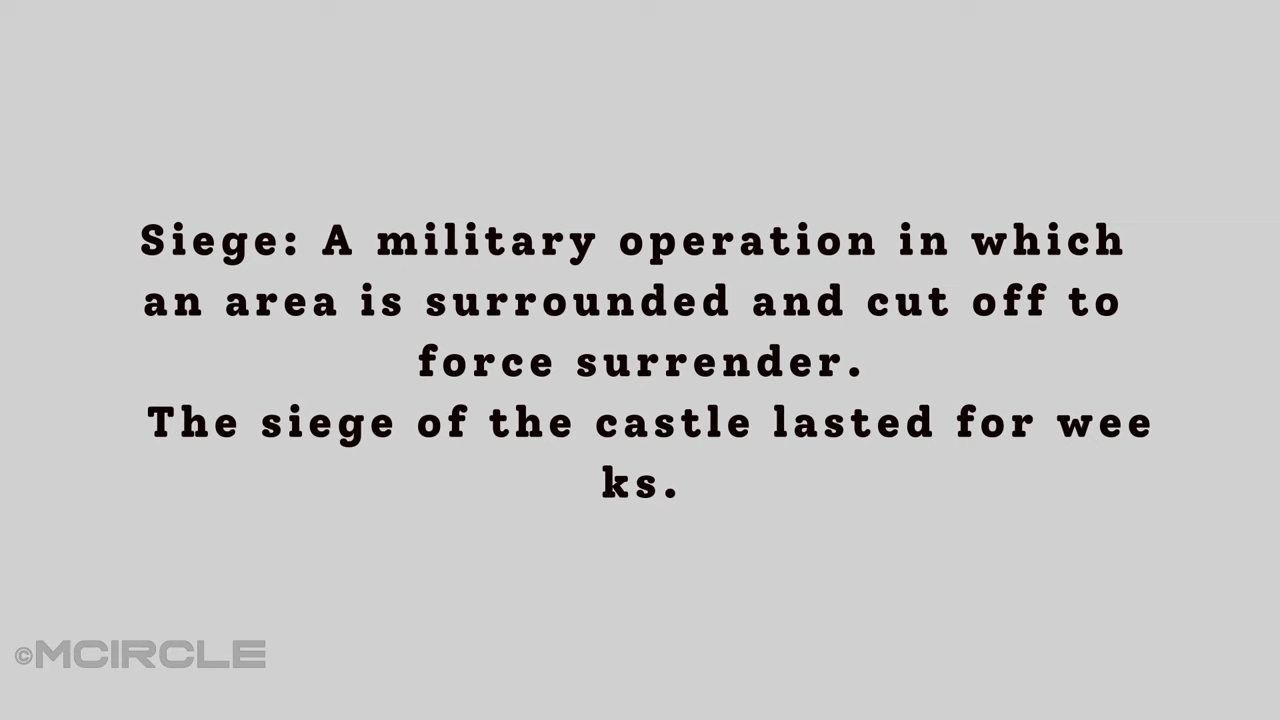 Siege: A military operation in which
an area is surrounded and cut off to
force surrender.
The siege of the castle lasted for wee
ks.
©MCIRCLE